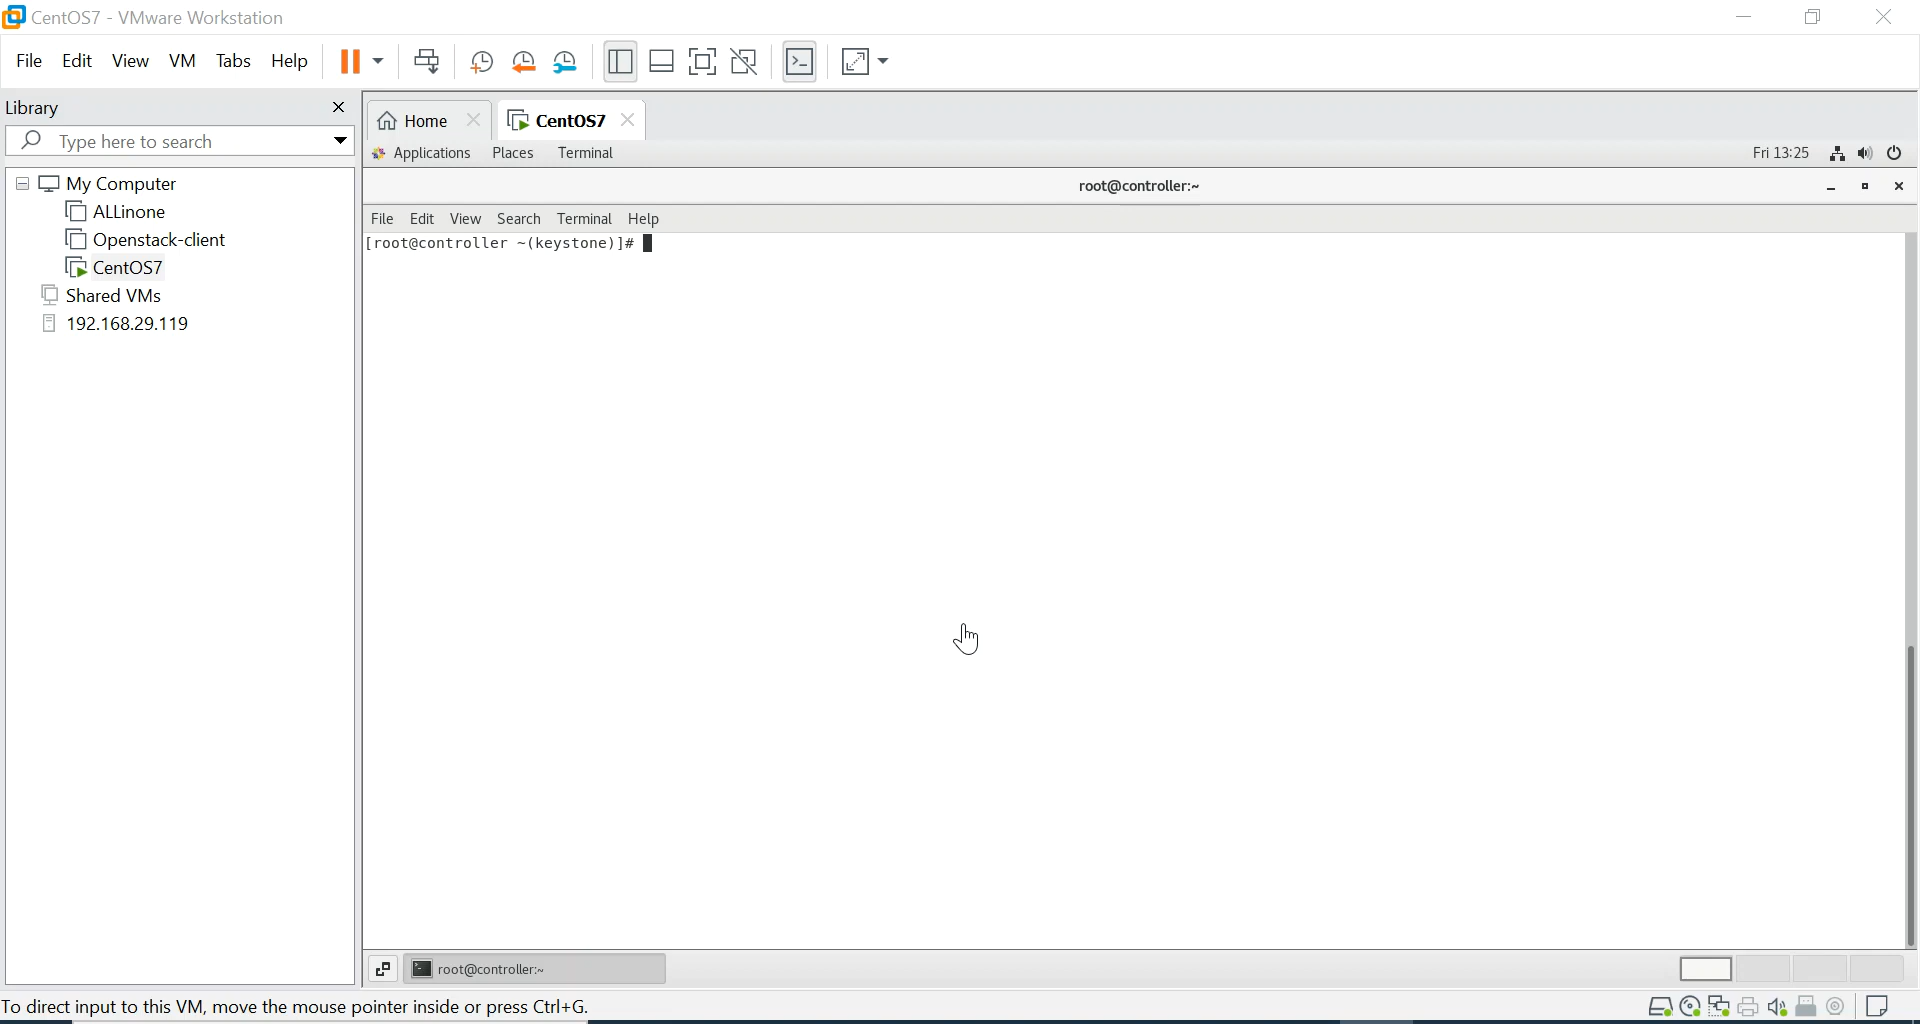 CentOS7 - VMware Workstation
File Edit View VM Tabs Help
Library
Type here to search
My Computer
ALLinone
Openstack-client
CentOS7
Shared VMs
192.168.29.119
Home CentOS7
Applications Places Terminal Fri 13:25
root@controller:~
File Edit View Search Terminal Help
[root@controller ~(keystone)]#
root@controller:~
To direct input to this VM, move the mouse pointer inside or press Ctrl+G.